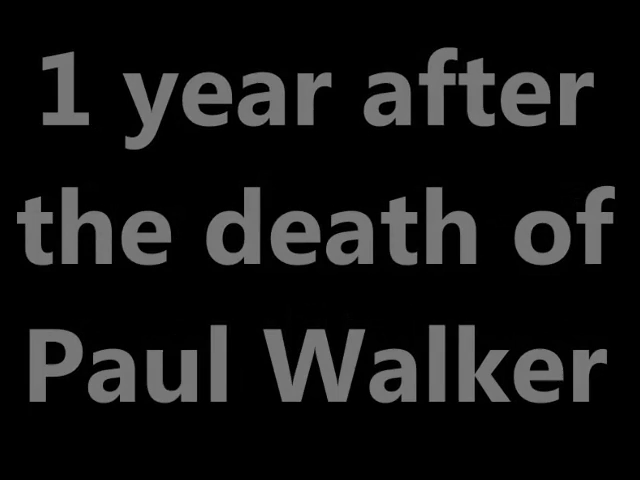 1 year after
the death of
Paul Walker